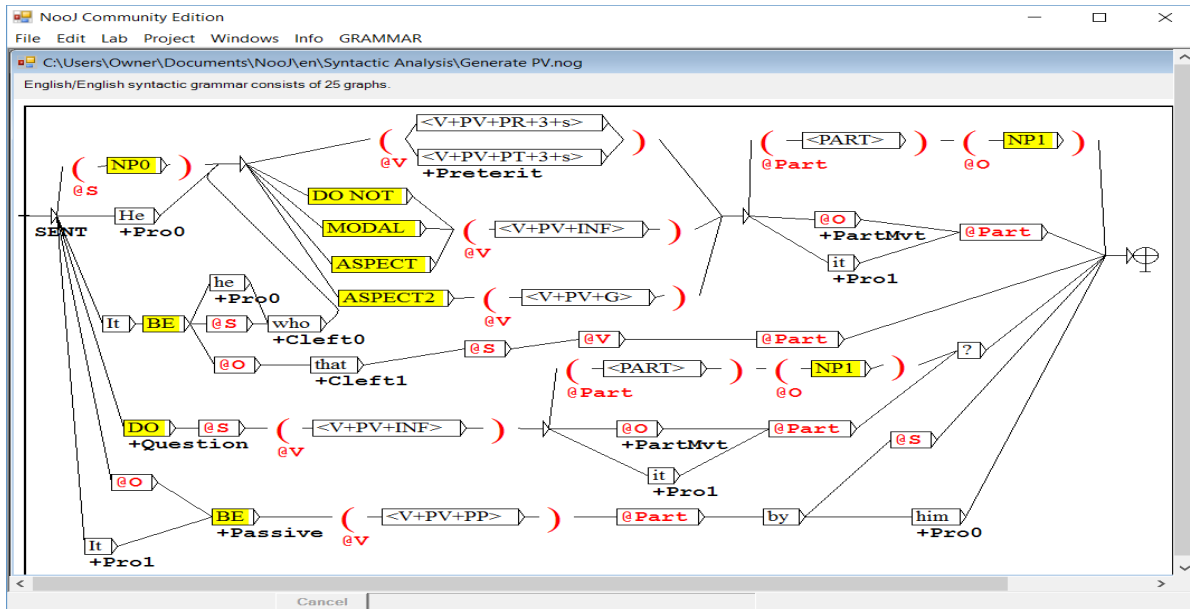 NooJ Community Edition
File Edit Lab Project Windows Info GRAMMAR
C:\Users\Owner\Documents\NooJ\en\Syntactic Analysis\Generate PV.nog
English/English syntactic grammar consists of 25 graphs.
<V+PV+PR+3+s>
( ) ( <PART> ) ( NP1 )
( NP0 ) @V <V+PV+PT+3+s> @Part @O
@S +Preterit
DO NOT
He @O
SENT +Pro0 MODAL ( <V+PV+INF> ) +PartMvt @Part
@V
ASPECT it
he +Pro1
+Pro0 ASPECT2 ( <V+PV+G> )
It BE @S who @V
+Cleft0 @S @V @Part
@O that ?
+Cleft1 ( <PART> ) ( NP1 )
@Part @O
DO @S ( <V+PV+INF> ) @O @Part @S
+Question @V +PartMvt
it
@O +Pro1
BE ( <V+PV+PP> ) @Part by him
+Passive @V +Pro0
It
+Pro1
Cancel